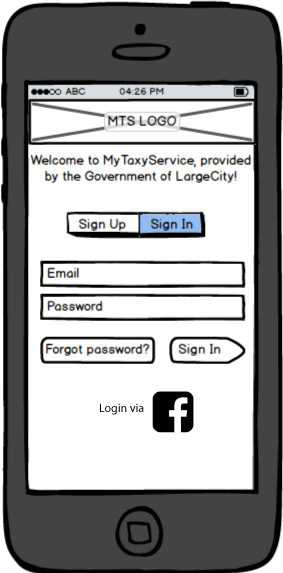 ABC 04:26 PM
MTS LOGO
Welcome to MyTaxyService, provided
by the Government of LargeCity!
Sign Up Sign In
Email
Password
Forgot password? Sign In
Login via f